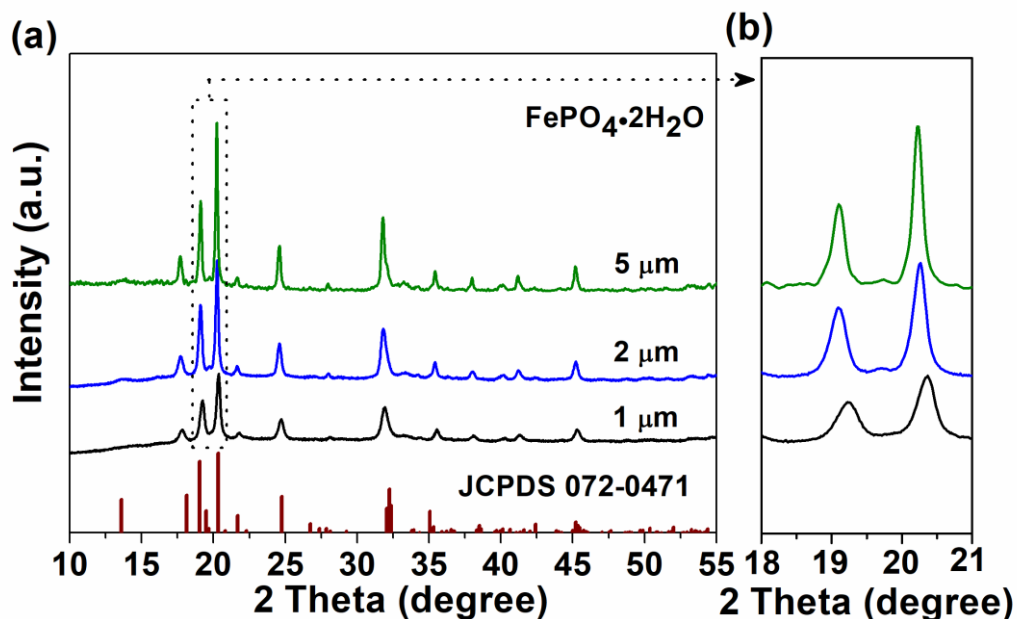 (a)
(b)
FePO4•2H2O
5 μm
2 μm
1 μm
JCPDS 072-0471
Intensity (a.u.)
10 15 20 25 30 35 40 45 50 55
18 19 20 21
2 Theta (degree)
2 Theta (degree)